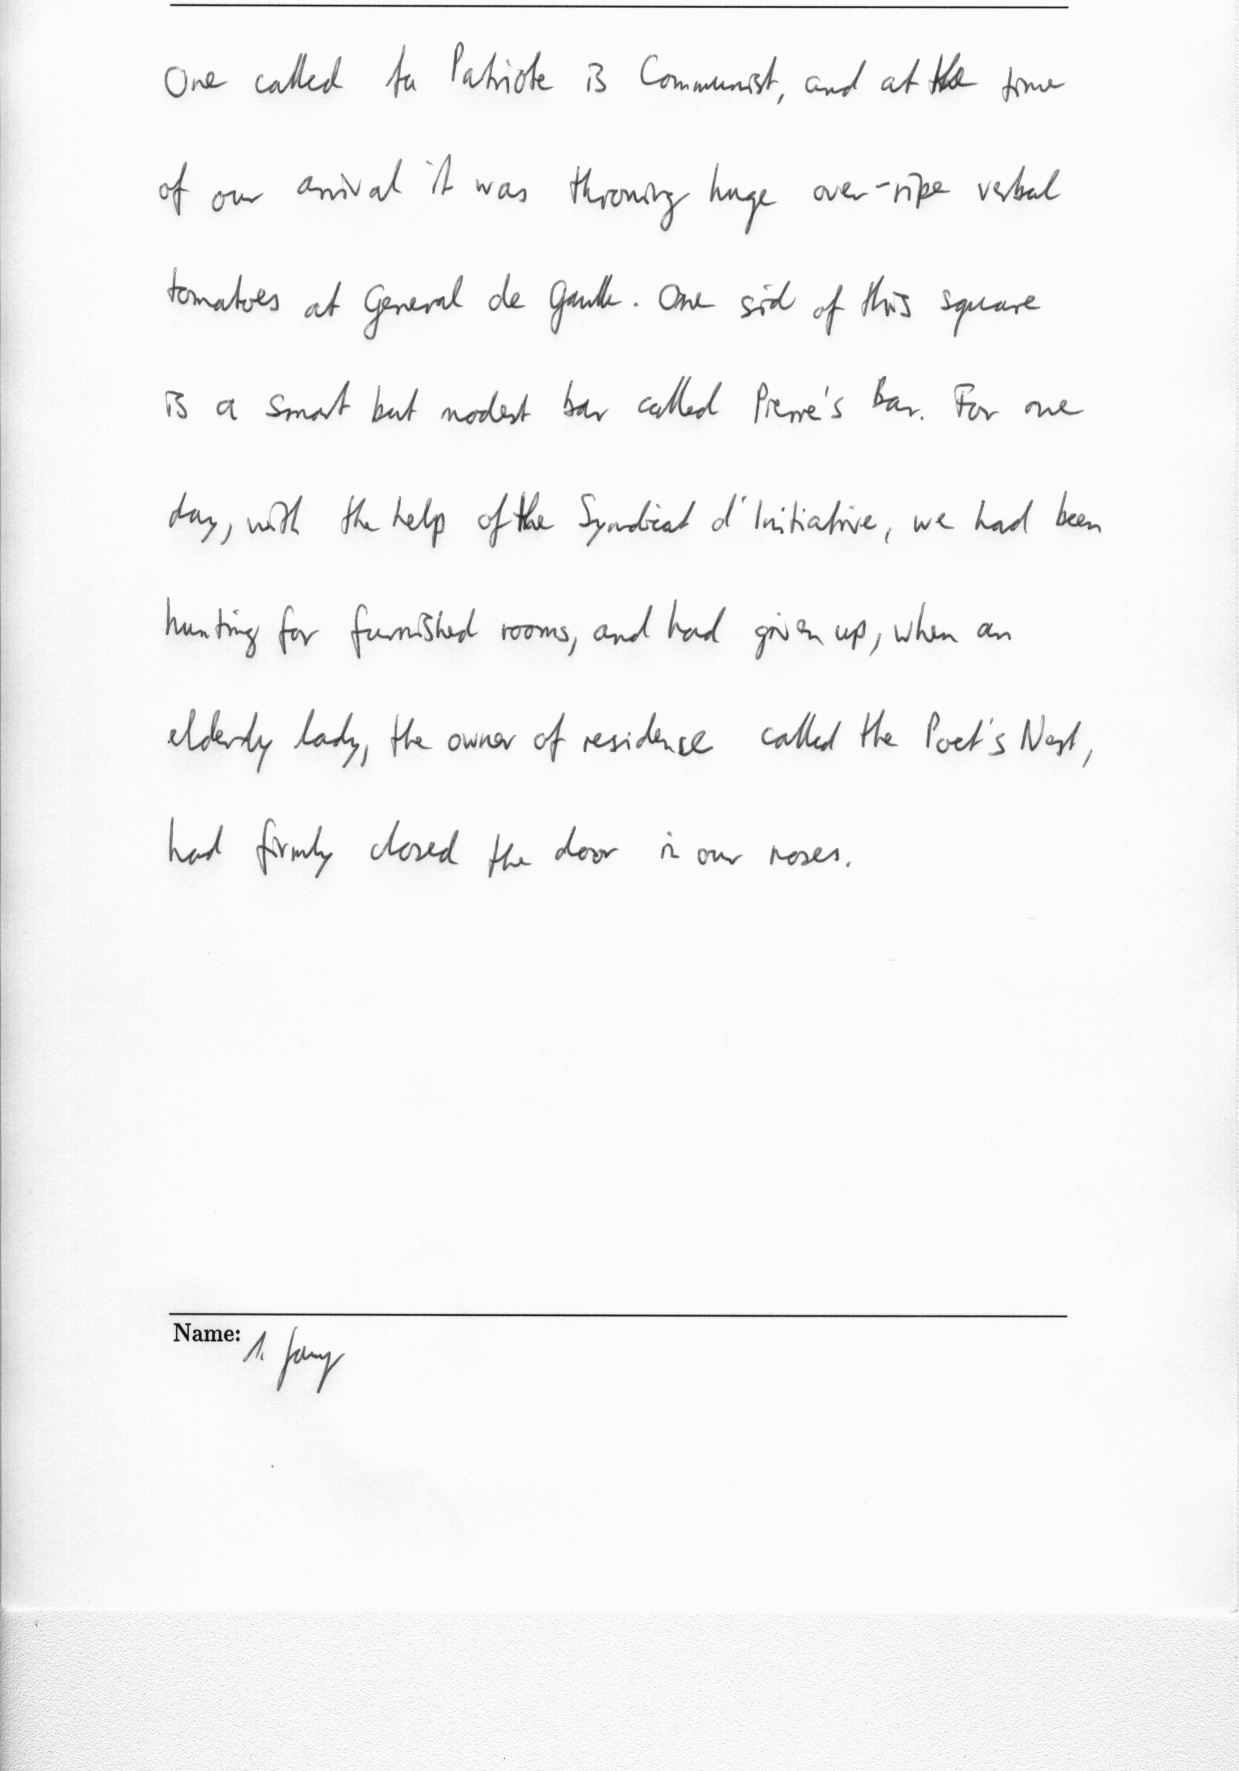 One called la Patriote is Communist, and at the time
of our arrival it was throwing huge over-ripe verbal
tomatoes at General de Gaulle. One sid of this square
is a smart but modest bar called Pierre's Bar. For one
day, with the help of the Syndicat d'Initiative, we had been
hunting for furnished rooms, and had given up, when an
elderly lady, the owner of residence called the Poet's Nest,
had firmly closed the door in our noses.
Name: